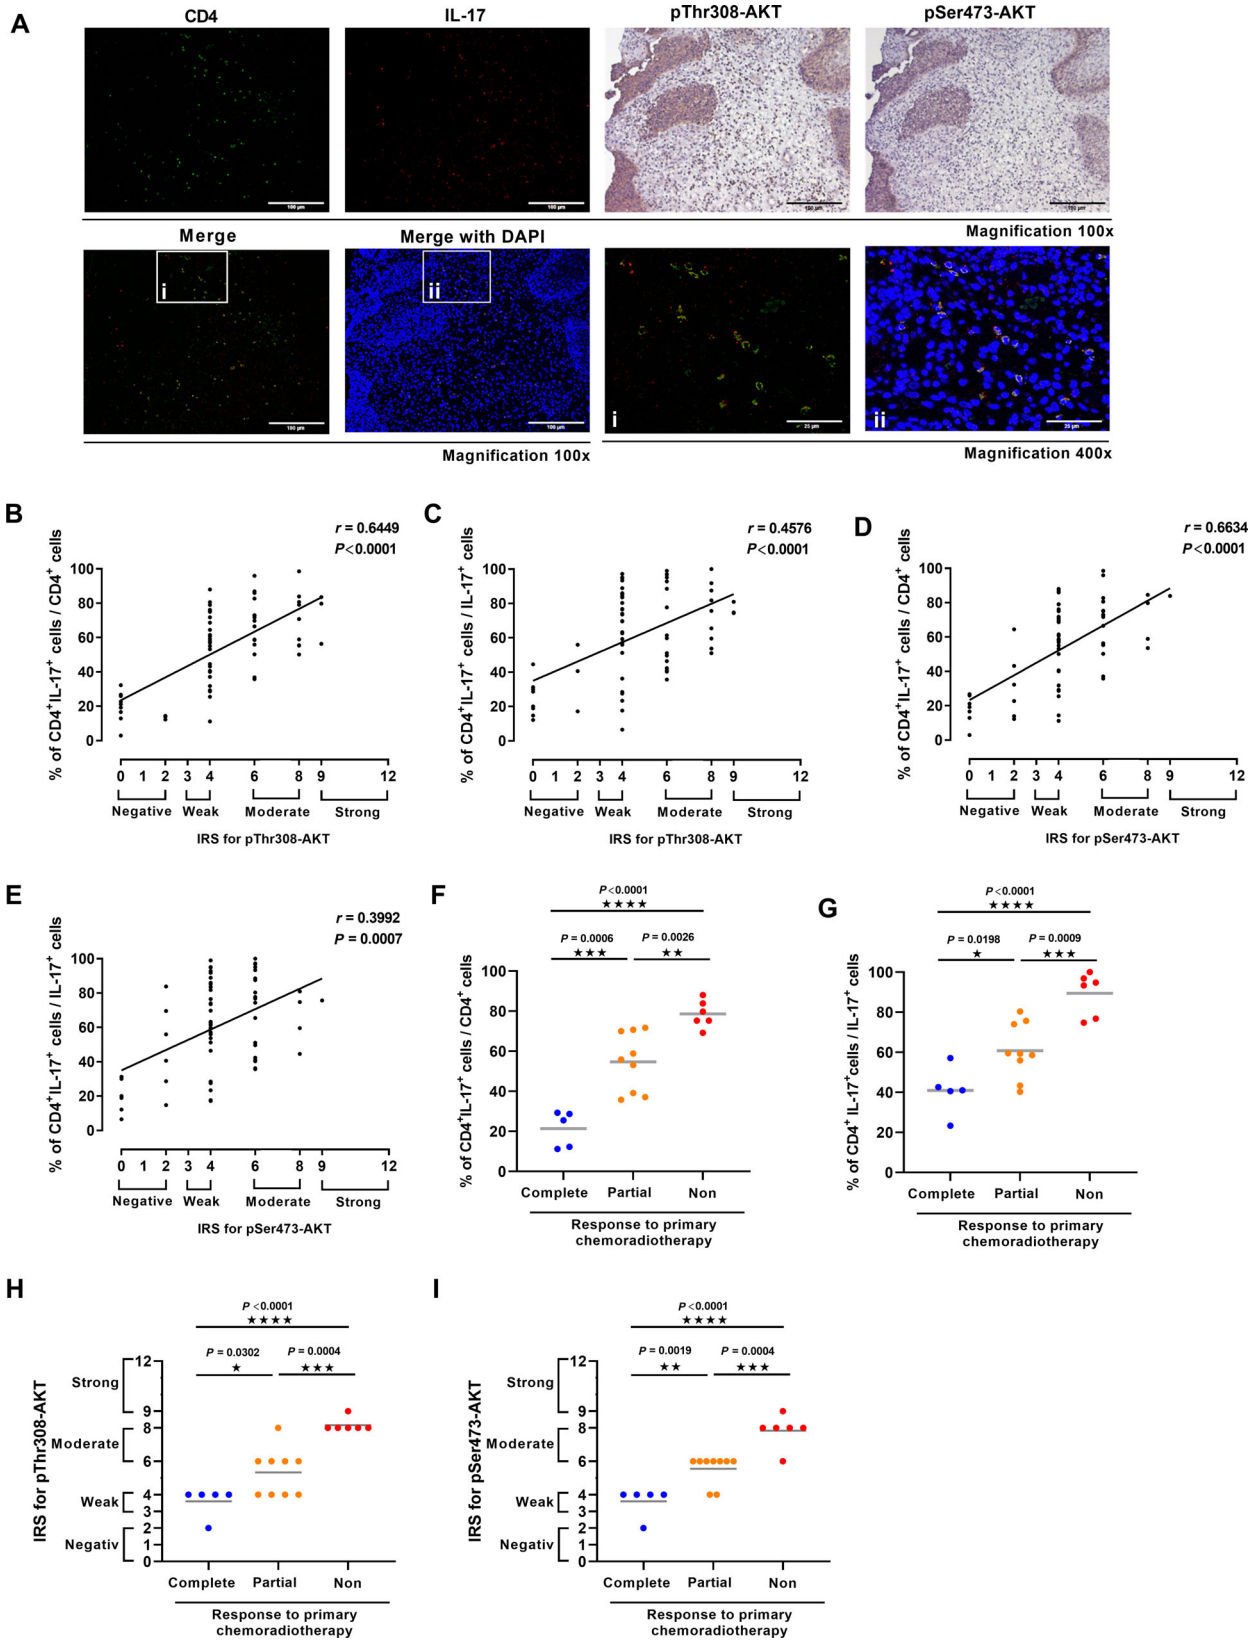 A
CD4
IL-17
pThr308-AKT
pSer473-AKT
100 µm
100 µm
100 µm
100 µm
Magnification 100x
Merge
Merge with DAPI
i
ii
i
ii
100 µm
100 µm
25 µm
25 µm
Magnification 100x
Magnification 400x
B
r = 0.6449
P<0.0001
% of CD4+IL-17+ cells / CD4+ cells
100
80
60
40
20
0
0 1 2 3 4 6 8 9 12
Negative Weak Moderate Strong
IRS for pThr308-AKT
C
r = 0.4576
P<0.0001
% of CD4+IL-17+ cells / IL-17+ cells
100
80
60
40
20
0
0 1 2 3 4 6 8 9 12
Negative Weak Moderate Strong
IRS for pThr308-AKT
D
r = 0.6634
P<0.0001
% of CD4+IL-17+ cells / CD4+ cells
100
80
60
40
20
0
0 1 2 3 4 6 8 9 12
Negative Weak Moderate Strong
IRS for pSer473-AKT
E
r = 0.3992
P = 0.0007
% of CD4+IL-17+ cells / IL-17+ cells
100
80
60
40
20
0
0 1 2 3 4 6 8 9 12
Negative Weak Moderate Strong
IRS for pSer473-AKT
F
P<0.0001
★★★★
P = 0.0006
★★★
P = 0.0026
★★
% of CD4+IL-17+ cells / CD4+ cells
100
80
60
40
20
0
Complete Partial Non
Response to primary
chemoradiotherapy
G
P<0.0001
★★★★
P = 0.0198
★
P = 0.0009
★★★
% of CD4+ IL-17+cells / IL-17+ cells
100
80
60
40
20
0
Complete Partial Non
Response to primary
chemoradiotherapy
H
P<0.0001
★★★★
P = 0.0302
★
P = 0.0004
★★★
IRS for pThr308-AKT
Strong
Moderate
Weak
Negativ
12
9
8
6
4
3
2
1
0
Complete Partial Non
Response to primary
chemoradiotherapy
I
P<0.0001
★★★★
P = 0.0019
★★
P = 0.0004
★★★
IRS for pSer473-AKT
Strong
Moderate
Weak
Negativ
12
9
8
6
4
3
2
1
0
Complete Partial Non
Response to primary
chemoradiotherapy